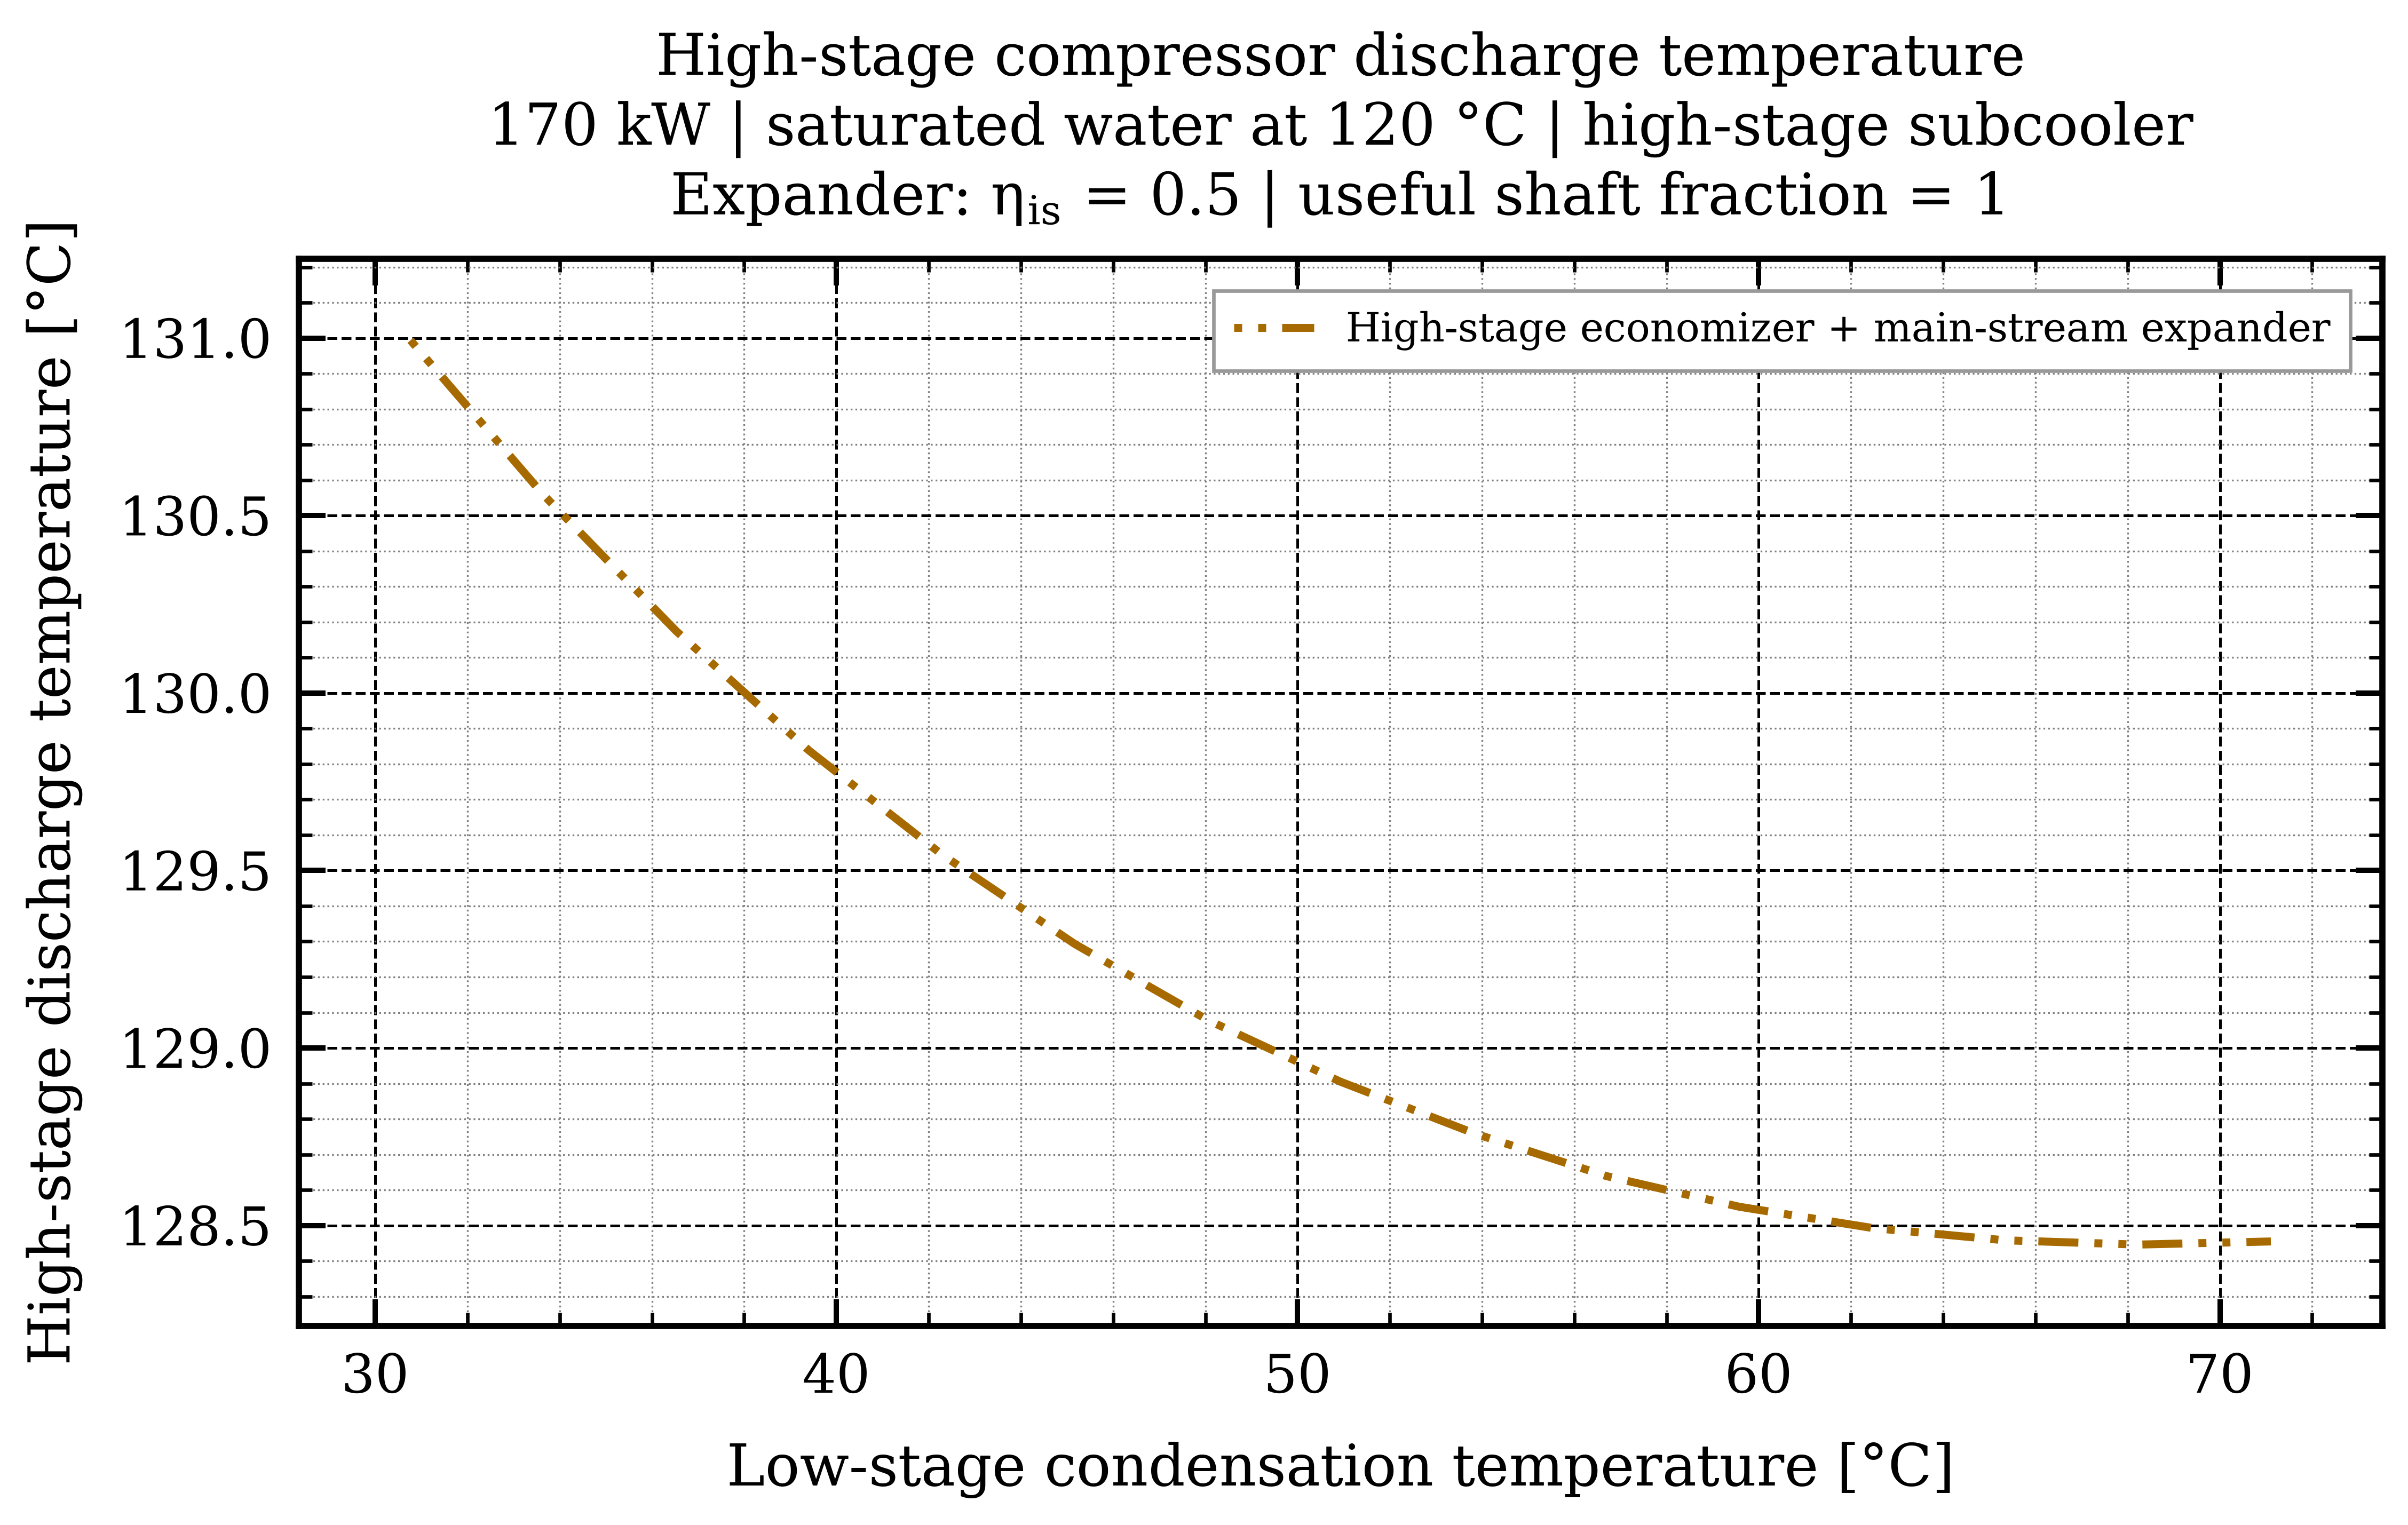 High-stage compressor discharge temperature
170 kW | saturated water at 120 °C | high-stage subcooler
Expander: ηis = 0.5 | useful shaft fraction = 1
High-stage discharge temperature [°C]
131.0
130.5
130.0
129.5
129.0
128.5
High-stage economizer + main-stream expander
30 40 50 60 70
Low-stage condensation temperature [°C]